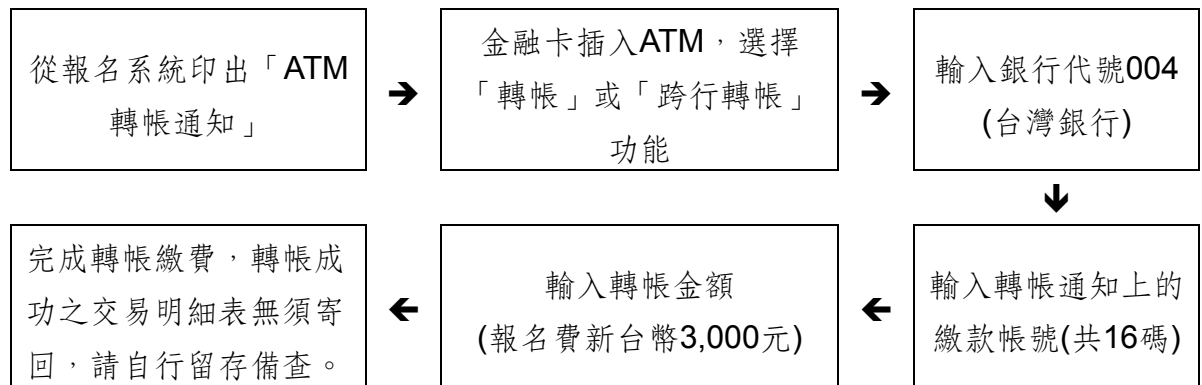 從報名系統印出「ATM
轉帳通知」
金融卡插入ATM，選擇
「轉帳」或「跨行轉帳」
功能
輸入銀行代號004
(台灣銀行)
輸入轉帳通知上的
繳款帳號(共16碼)
輸入轉帳金額
(報名費新台幣3,000元)
完成轉帳繳費，轉帳成
功之交易明細表無須寄
回，請自行留存備查。